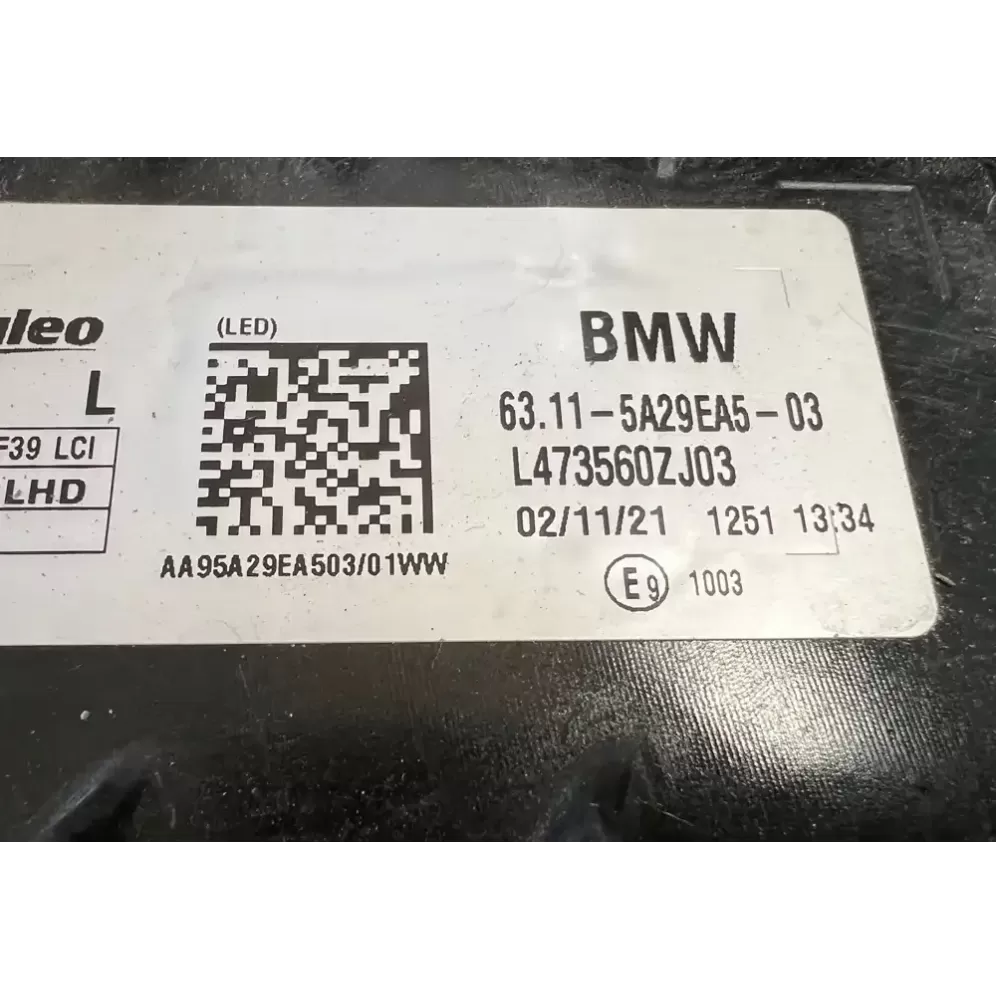 aleo
L
F39 LCI
LHD
(LED)
AA95A29EA503/01WW
BMW
63.11-5A29EA5-03
L473560ZJ03
02/11/21 1251 13:34
E9 1003